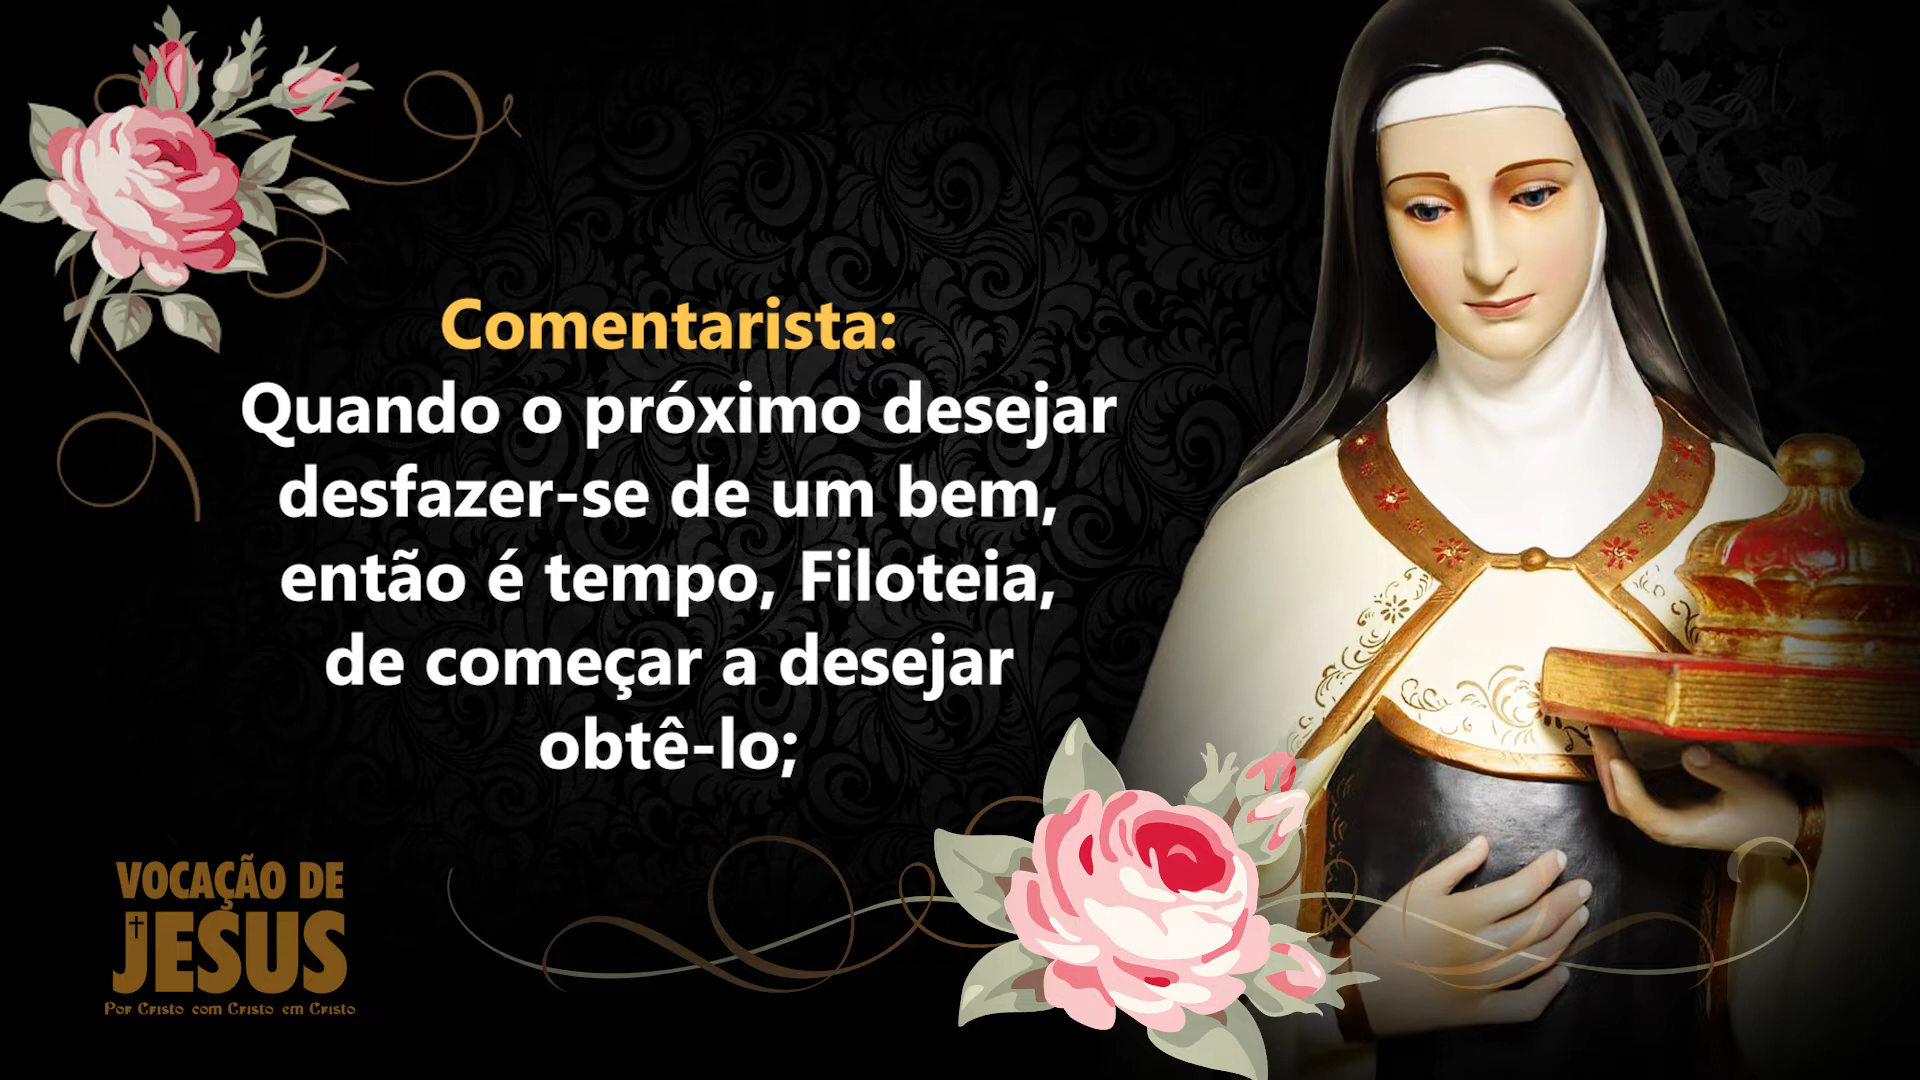 Comentarista:
Quando o próximo desejar
desfazer-se de um bem,
então é tempo, Filoteia,
de começar a desejar
obtê-lo;
VOCAÇÃO DE
JESUS
Por Cristo com Cristo em Cristo